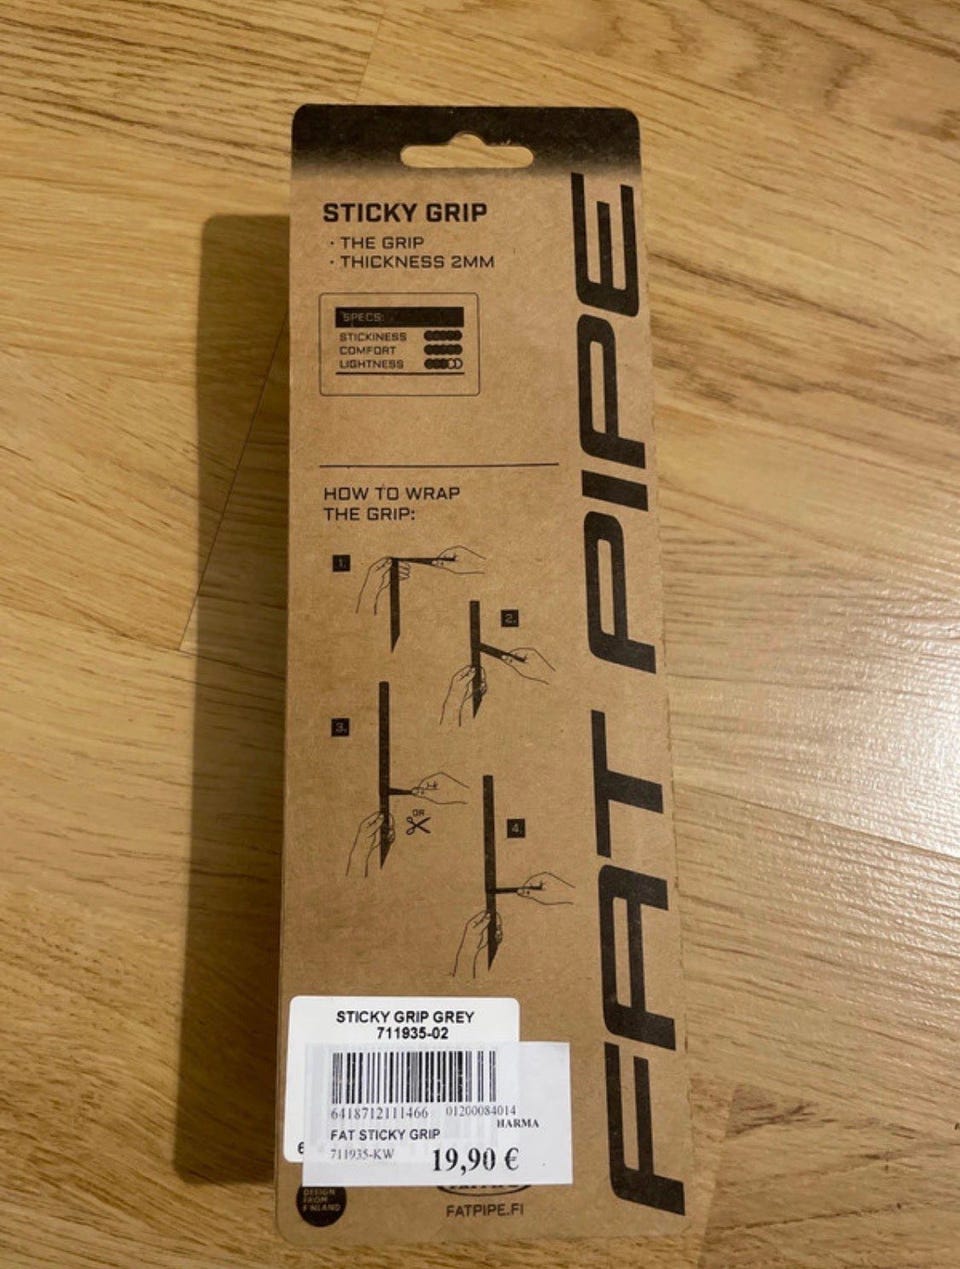 STICKY GRIP
· THE GRIP
· THICKNESS 2MM
SPECS:
STICKINESS
COMFORT
LIGHTNESS
HOW TO WRAP
THE GRIP:
1.
2.
3.
OR
4.
FAT PIPE
STICKY GRIP GREY
711935-02
6418712111466 01200084014
HARMA
FAT STICKY GRIP
711935-KW 19,90 €
6
DESIGN
FROM
FINLAND
FATPIPE.FI